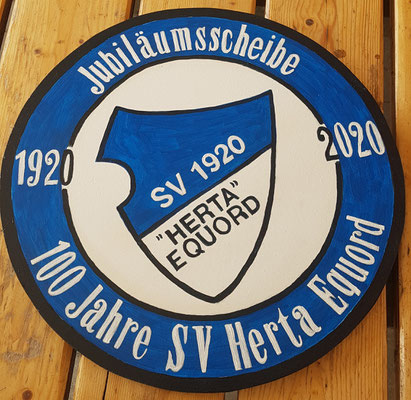 Jubiläumsscheibe
1920
2020
SV 1920
"HERTA"
EQUORD
100 Jahre SV Herta Equord